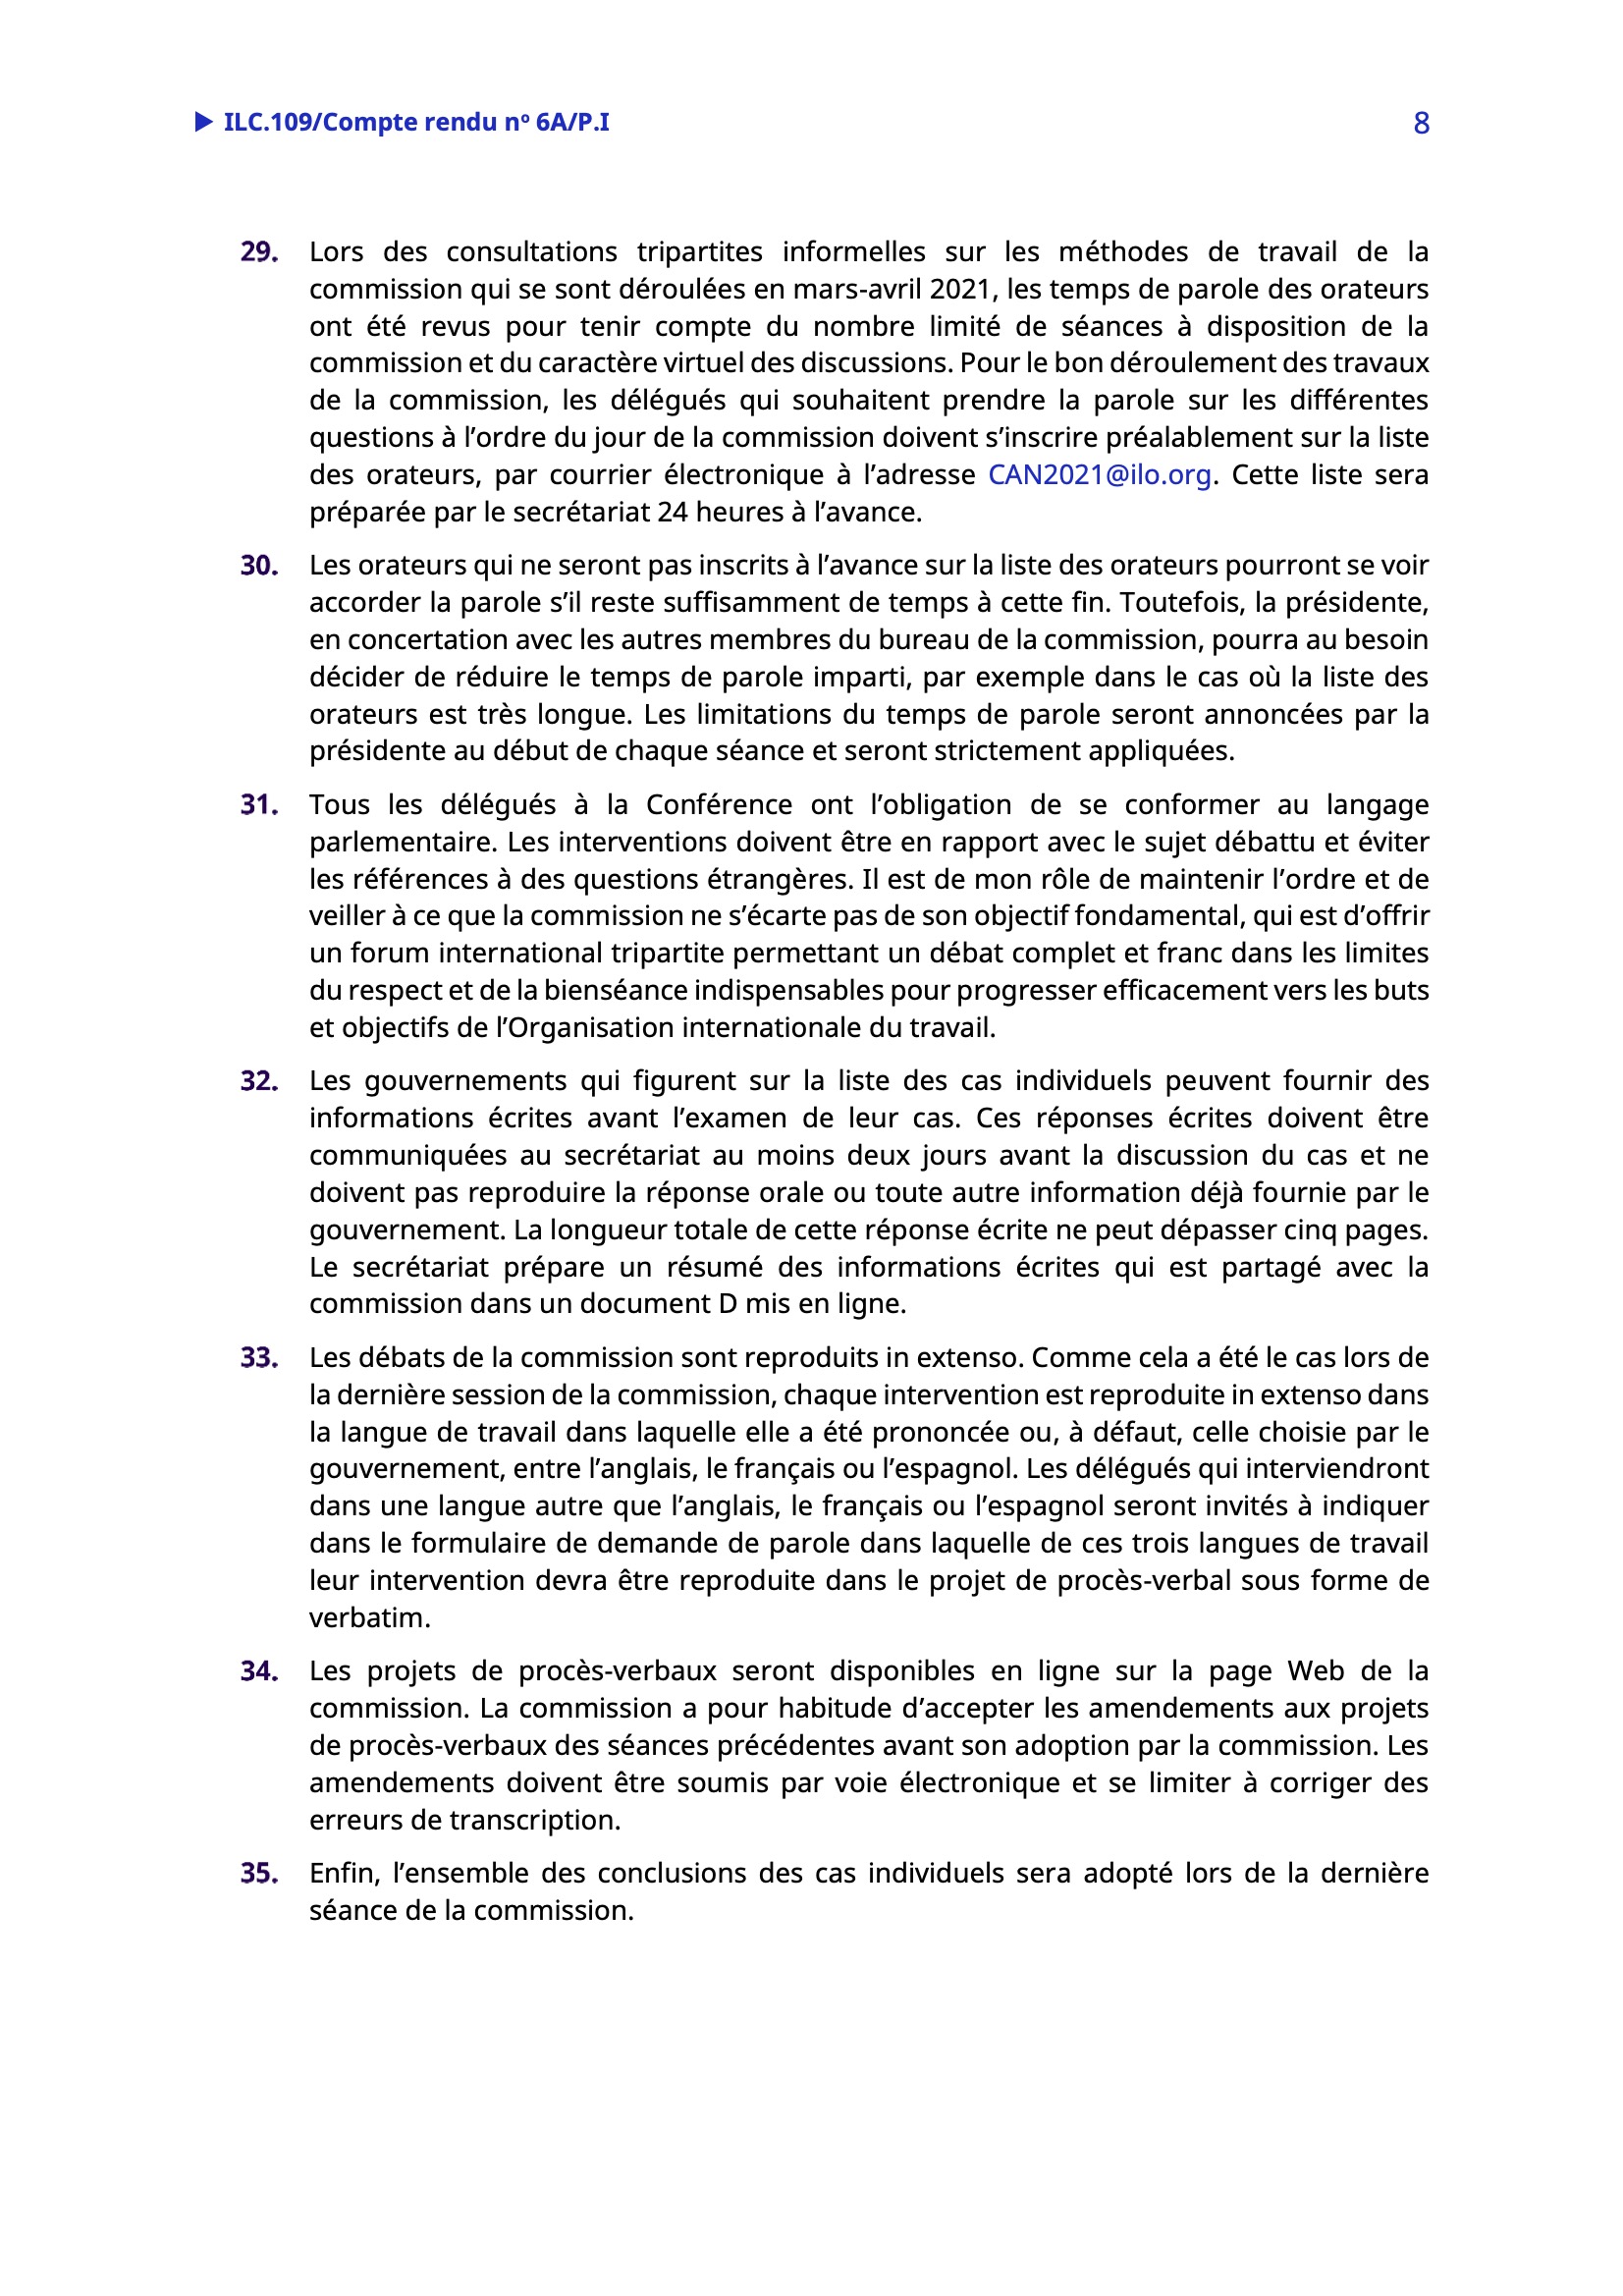 ▶ ILC.109/Compte rendu nº 6A/P.I 8
29. Lors des consultations tripartites informelles sur les méthodes de travail de la
commission qui se sont déroulées en mars-avril 2021, les temps de parole des orateurs
ont été revus pour tenir compte du nombre limité de séances à disposition de la
commission et du caractère virtuel des discussions. Pour le bon déroulement des travaux
de la commission, les délégués qui souhaitent prendre la parole sur les différentes
questions à l’ordre du jour de la commission doivent s’inscrire préalablement sur la liste
des orateurs, par courrier électronique à l’adresse CAN2021@ilo.org. Cette liste sera
préparée par le secrétariat 24 heures à l’avance.
30. Les orateurs qui ne seront pas inscrits à l’avance sur la liste des orateurs pourront se voir
accorder la parole s’il reste suffisamment de temps à cette fin. Toutefois, la présidente,
en concertation avec les autres membres du bureau de la commission, pourra au besoin
décider de réduire le temps de parole imparti, par exemple dans le cas où la liste des
orateurs est très longue. Les limitations du temps de parole seront annoncées par la
présidente au début de chaque séance et seront strictement appliquées.
31. Tous les délégués à la Conférence ont l’obligation de se conformer au langage
parlementaire. Les interventions doivent être en rapport avec le sujet débattu et éviter
les références à des questions étrangères. Il est de mon rôle de maintenir l’ordre et de
veiller à ce que la commission ne s’écarte pas de son objectif fondamental, qui est d’offrir
un forum international tripartite permettant un débat complet et franc dans les limites
du respect et de la bienséance indispensables pour progresser efficacement vers les buts
et objectifs de l’Organisation internationale du travail.
32. Les gouvernements qui figurent sur la liste des cas individuels peuvent fournir des
informations écrites avant l’examen de leur cas. Ces réponses écrites doivent être
communiquées au secrétariat au moins deux jours avant la discussion du cas et ne
doivent pas reproduire la réponse orale ou toute autre information déjà fournie par le
gouvernement. La longueur totale de cette réponse écrite ne peut dépasser cinq pages.
Le secrétariat prépare un résumé des informations écrites qui est partagé avec la
commission dans un document D mis en ligne.
33. Les débats de la commission sont reproduits in extenso. Comme cela a été le cas lors de
la dernière session de la commission, chaque intervention est reproduite in extenso dans
la langue de travail dans laquelle elle a été prononcée ou, à défaut, celle choisie par le
gouvernement, entre l’anglais, le français ou l’espagnol. Les délégués qui interviendront
dans une langue autre que l’anglais, le français ou l’espagnol seront invités à indiquer
dans le formulaire de demande de parole dans laquelle de ces trois langues de travail
leur intervention devra être reproduite dans le projet de procès-verbal sous forme de
verbatim.
34. Les projets de procès-verbaux seront disponibles en ligne sur la page Web de la
commission. La commission a pour habitude d’accepter les amendements aux projets
de procès-verbaux des séances précédentes avant son adoption par la commission. Les
amendements doivent être soumis par voie électronique et se limiter à corriger des
erreurs de transcription.
35. Enfin, l’ensemble des conclusions des cas individuels sera adopté lors de la dernière
séance de la commission.